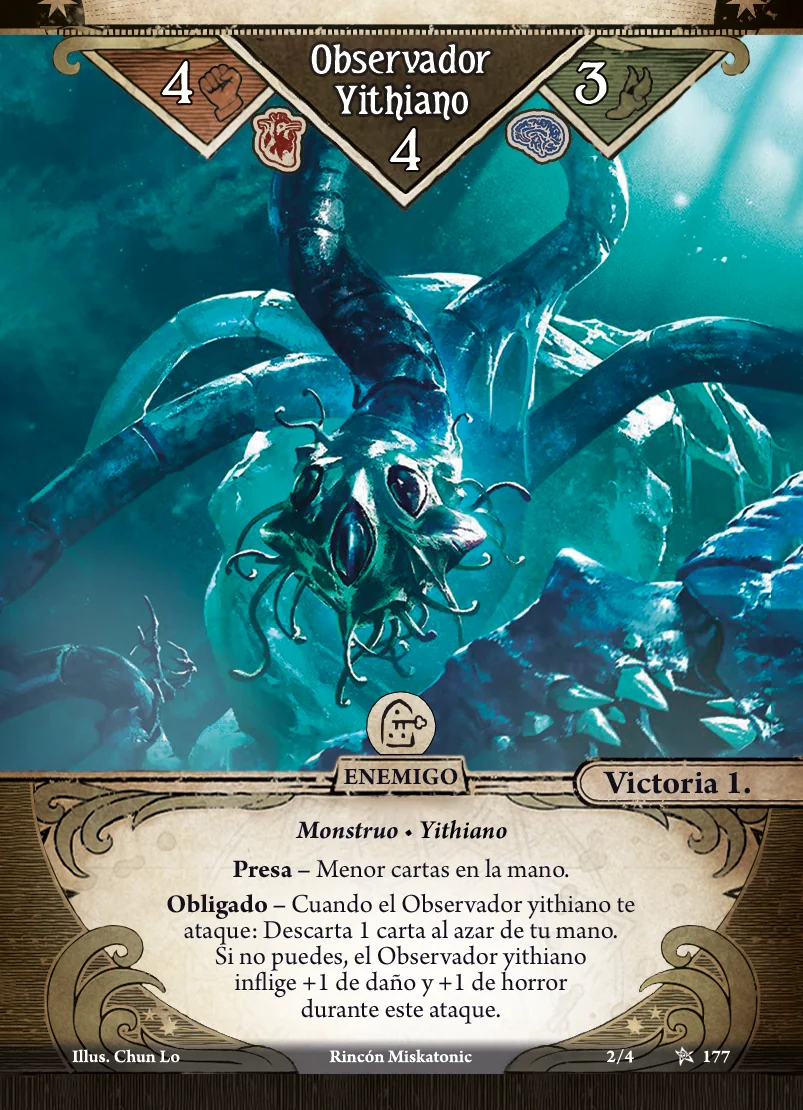 4
Observador
Yithiano
4
3
ENEMIGO
Victoria 1.
Monstruo • Yithiano
Presa – Menor cartas en la mano.
Obligado – Cuando el Observador yithiano te
ataque: Descarta 1 carta al azar de tu mano.
Si no puedes, el Observador yithiano
inflige +1 de daño y +1 de horror
durante este ataque.
Illus. Chun Lo Rincón Miskatonic 2/4 177